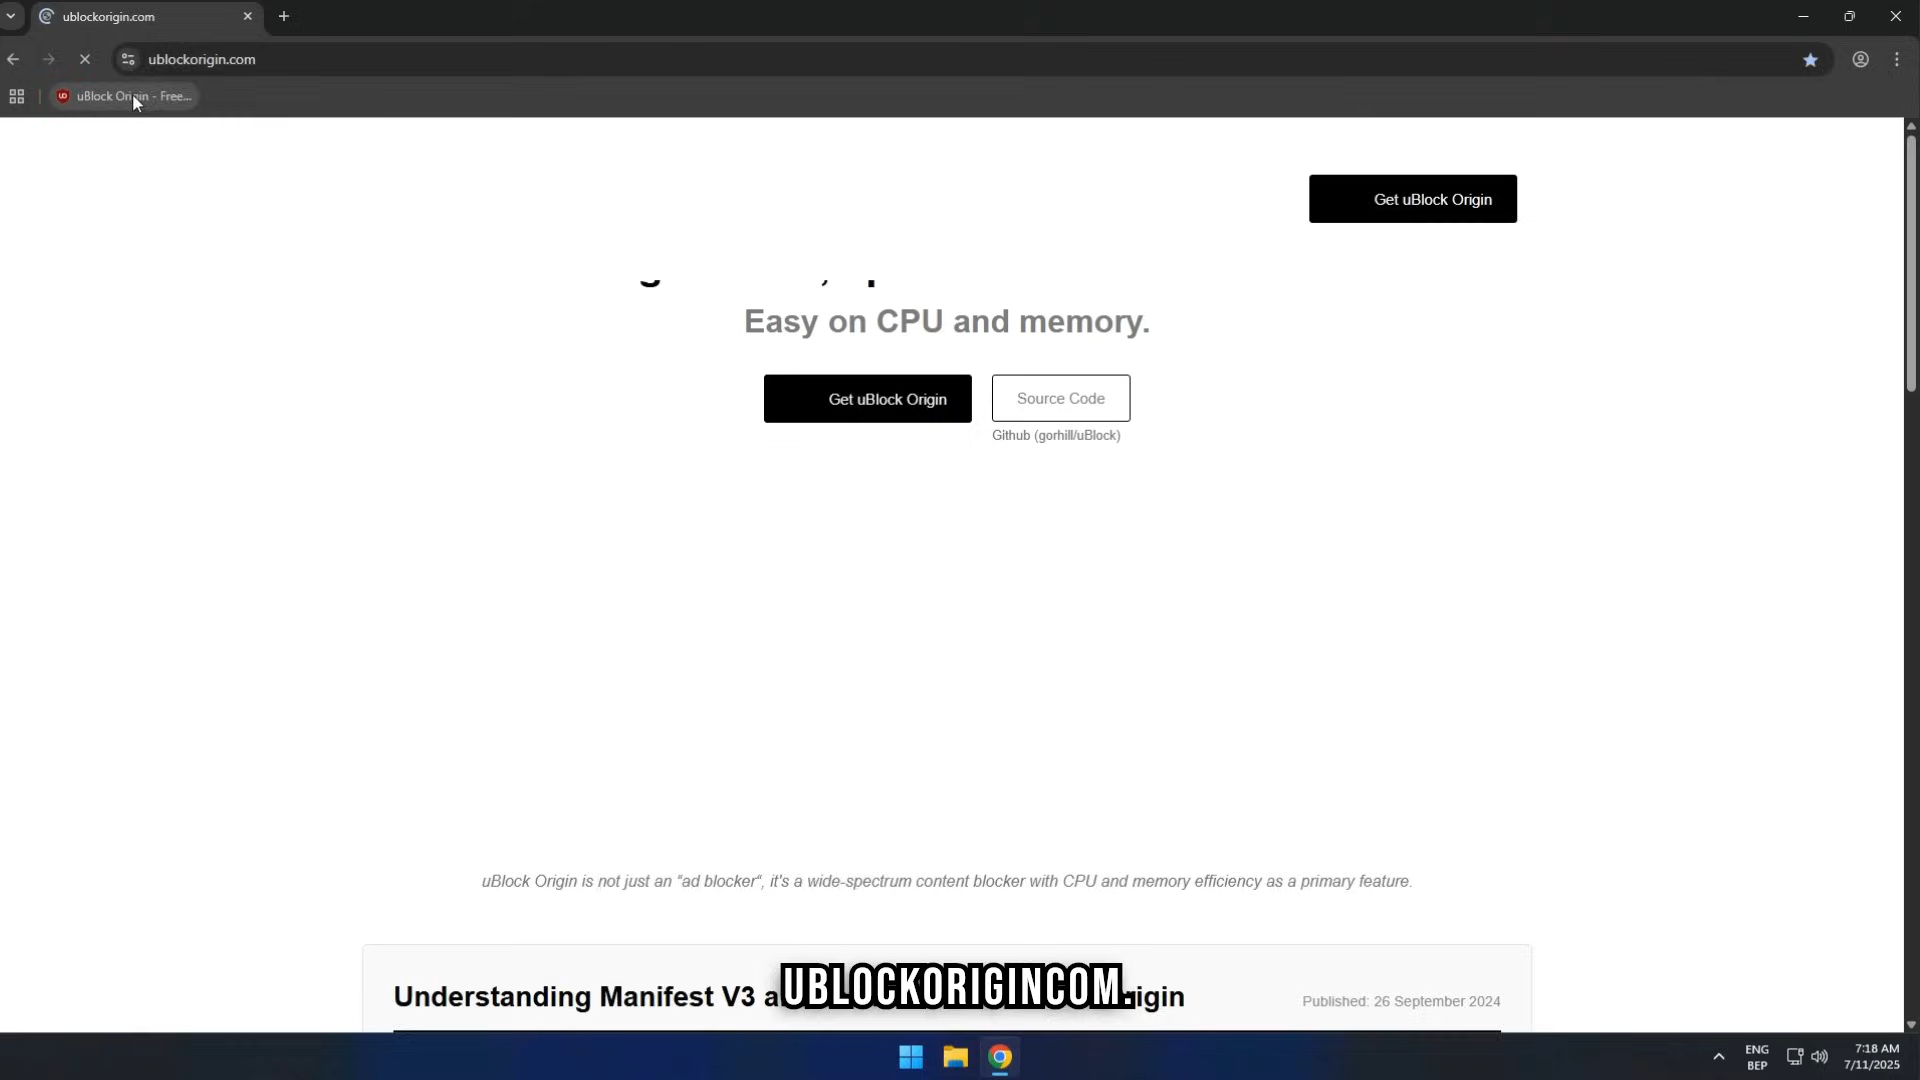 ublockorigin.com
ublockorigin.com
uBlock Origin - Free...
Get uBlock Origin
Easy on CPU and memory.
Get uBlock Origin
Source Code
Github (gorhill/uBlock)
uBlock Origin is not just an “ad blocker“, it's a wide-spectrum content blocker with CPU and memory efficiency as a primary feature.
Understanding Manifest V3 a
igin
Published: 26 September 2024
UBLOCKORIGINCOM.
ENG
BEP
7:18 AM
7/11/2025